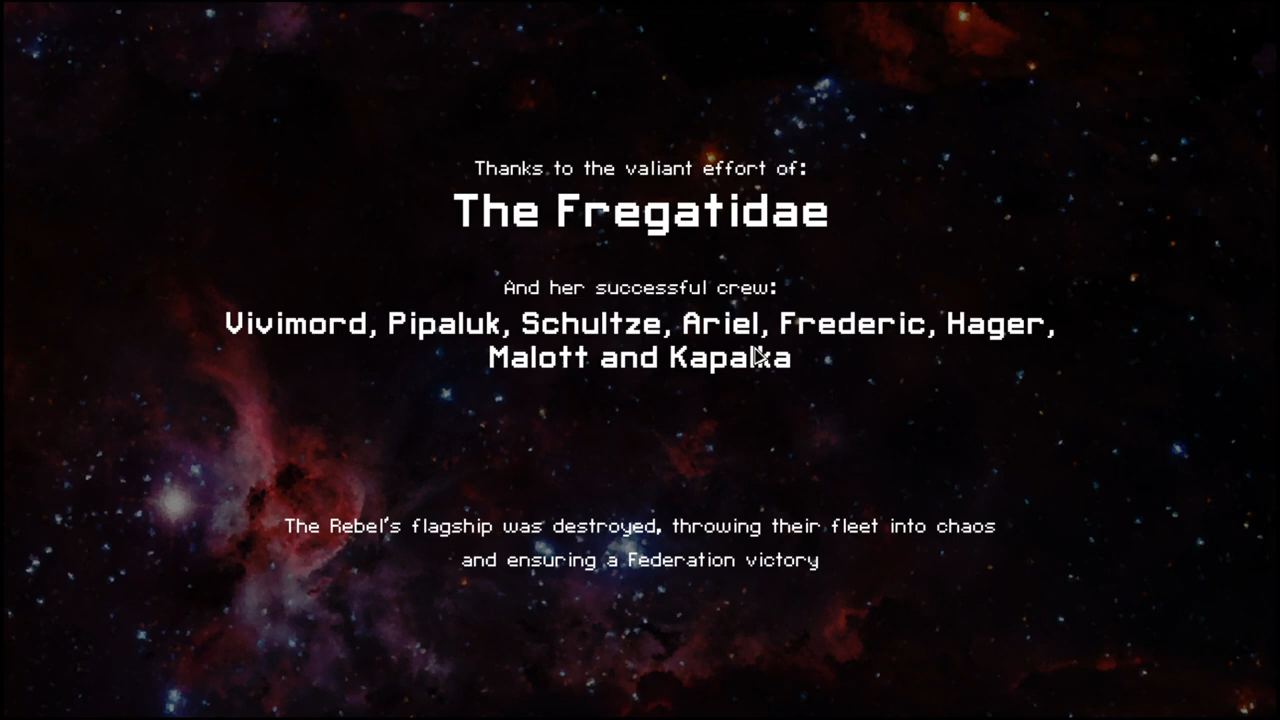 Thanks to the valiant effort of:
The Fregatidae
And her successful crew:
Vivimord, Pipaluk, Schultze, Ariel, Frederic, Hager,
Malott and Kapalka
The Rebel's flagship was destroyed, throwing their fleet into chaos
and ensuring a Federation victory